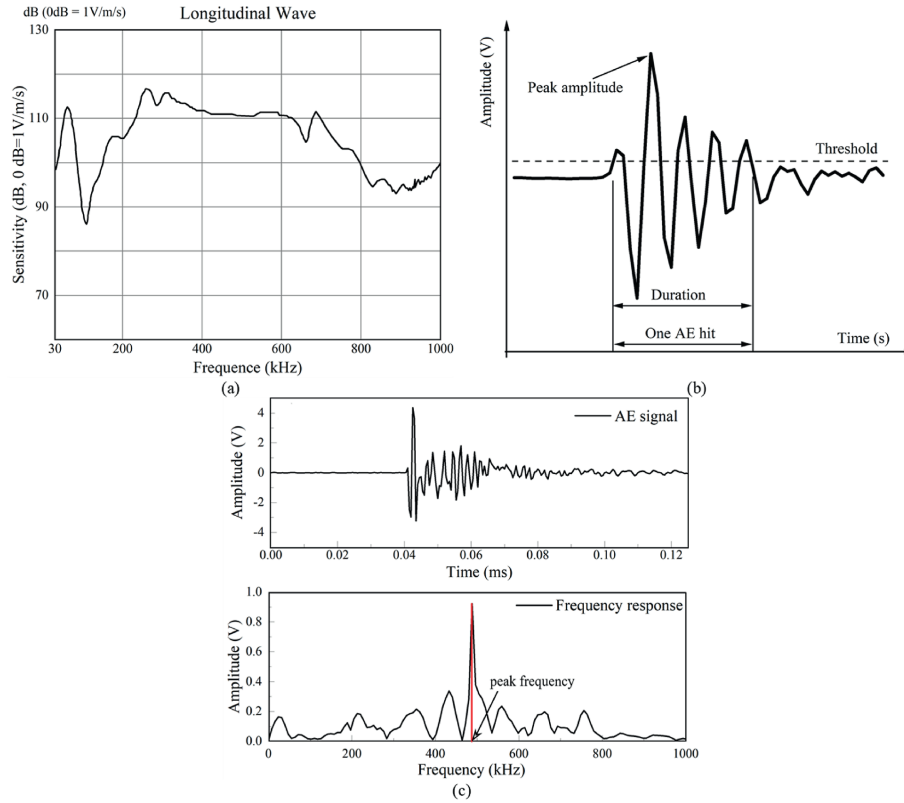 dB (0dB = 1V/m/s)
Longitudinal Wave
Sensitivity (dB, 0 dB=1V/m/s)
130
110
90
70
30
200
400
600
800
1000
Frequence (kHz)
(a)
Amplitude (V)
Peak amplitude
Threshold
Duration
One AE hit
Time (s)
(b)
Amplitude (V)
4
2
0
-2
-4
AE signal
0.00
0.02
0.04
0.06
0.08
0.10
0.12
Time (ms)
Amplitude (V)
1.0
0.8
0.6
0.4
0.2
0.0
Frequency response
peak frequency
0
200
400
600
800
1000
Frequency (kHz)
(c)